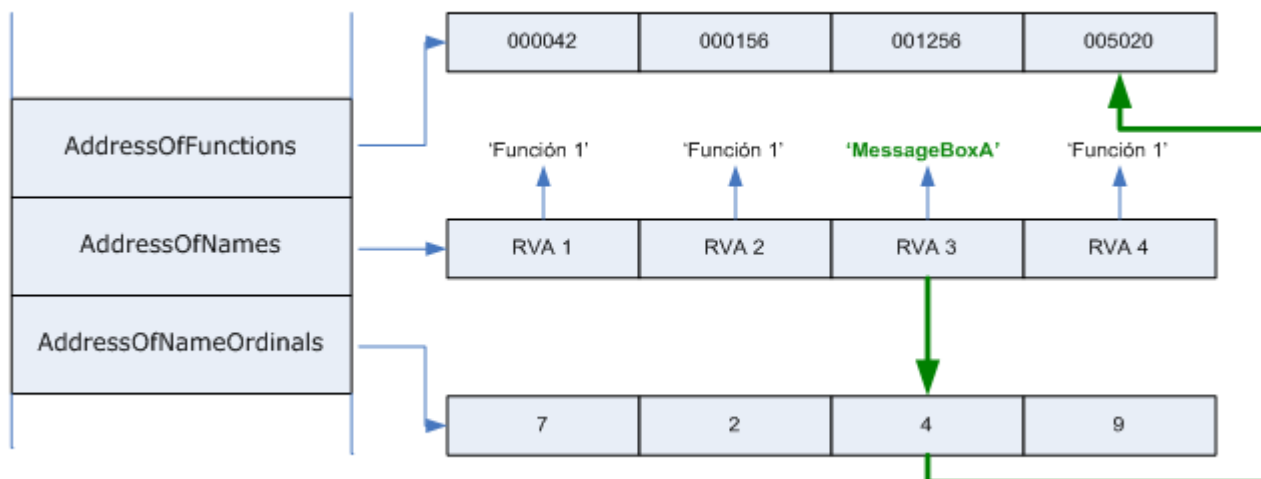 000042 000156 001256 005020
AddressOfFunctions
'Función 1' 'Función 1' 'MessageBoxA' 'Función 1'
AddressOfNames
RVA 1 RVA 2 RVA 3 RVA 4
AddressOfNameOrdinals
7 2 4 9